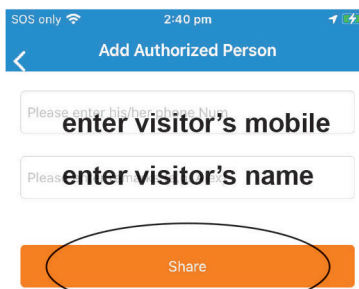 SOS only 2:40 pm
Add Authorized Person
Please enter his/her phone Num
enter visitor's mobile
Please
enter visitor's name
Share